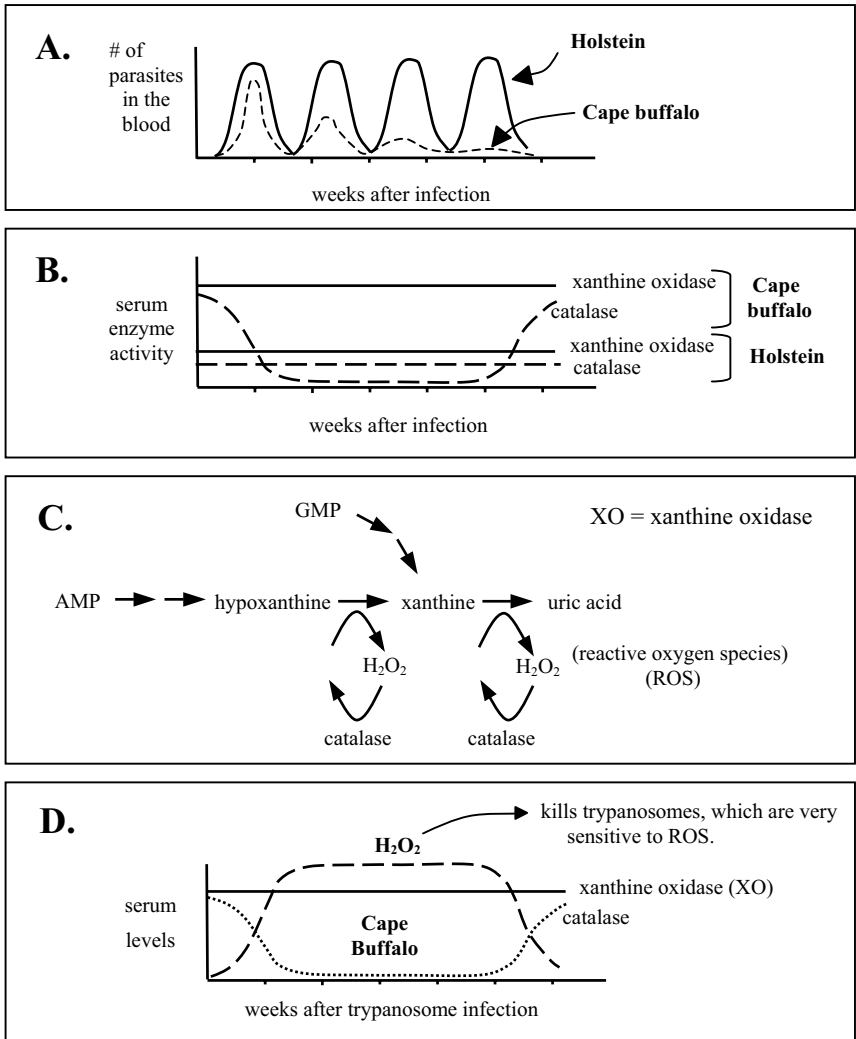 A.
# of
parasites
in the
blood
Holstein
Cape buffalo
weeks after infection
B.
serum
enzyme
activity
xanthine oxidase
catalase
Cape
buffalo
xanthine oxidase
catalase
Holstein
weeks after infection
C.
GMP
XO = xanthine oxidase
AMP
hypoxanthine
xanthine
uric acid
H₂O₂
H₂O₂
(reactive oxygen species)
(ROS)
catalase
catalase
D.
kills trypanosomes, which are very
sensitive to ROS.
H₂O₂
serum
levels
xanthine oxidase (XO)
catalase
Cape
Buffalo
weeks after trypanosome infection